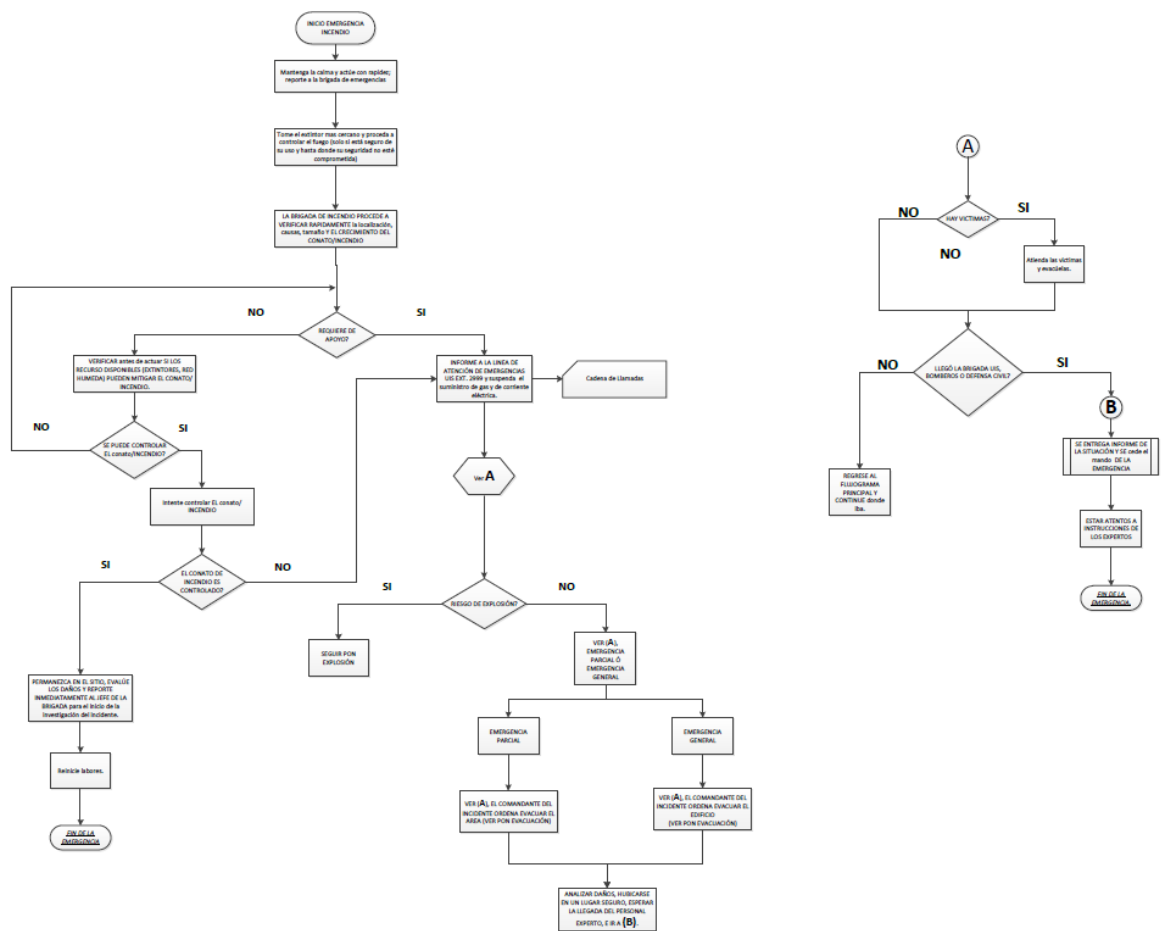 INICIO EMERGENCIA
INCENDIO
Mantenga la calma y actúe con rapidez;
reporte a la brigada de emergencias
Tome el extintor mas cercano y proceda a
controlar el fuego (solo si está seguro de
su uso y hasta donde su seguridad no esté
comprometida)
LA BRIGADA DE INCENDIO PROCEDE A
VERIFICAR RAPIDAMENTE la localización,
causas, tamaño Y EL CRECIMIENTO DEL
CONATO/INCENDIO
NO
SI
REQUIERE DE
APOYO?
VERIFICAR antes de actuar SI LOS
RECURSO DISPONIBLES (EXTINTORES, RED
HUMEDA) PUEDEN MITIGAR EL CONATO/
INCENDIO.
INFORME A LA LINEA DE
ATENCIÓN DE EMERGENCIAS
UIS EXT. 2999 y suspenda el
suministro de gas y de corriente
eléctrica.
Cadena de Llamadas
NO
SI
SE PUEDE CONTROLAR
EL conato/INCENDIO?
Ver A
Intente controlar EL conato/
INCENDIO
SI
NO
EL CONATO DE
INCENDIO ES
CONTROLADO?
SI
NO
RIESGO DE EXPLOSIÓN?
SEGUIR PON
EXPLOSIÓN
VER (A),
EMERGENCIA
PARCIAL Ó
EMERGENCIA
GENERAL
PERMANEZCA EN EL SITIO, EVALÚE
LOS DAÑOS Y REPORTE
INMEDIATAMENTE AL JEFE DE LA
BRIGADA para el Inicio de la
Investigación del Incidente.
EMERGENCIA
PARCIAL
EMERGENCIA
GENERAL
Reinicie labores.
VER (A), EL COMANDANTE DEL
INCIDENTE ORDENA EVACUAR EL
AREA (VER PON EVACUACIÓN)
VER (A), EL COMANDANTE DEL
INCIDENTE ORDENA EVACUAR EL
EDIFICIO
(VER PON EVACUACIÓN)
FIN DE LA
EMERGENCIA
ANALIZAR DAÑOS, HUBICARSE
EN UN LUGAR SEGURO, ESPERAR
LA LLEGADA DEL PERSONAL
EXPERTO, E IR A (B).
A
NO
SI
HAY VICTIMAS?
NO
Atienda las victimas
y evacúelas.
NO
SI
LLEGÓ LA BRIGADA UIS,
BOMBEROS O DEFENSA CIVIL?
B
SE ENTREGA INFORME DE
LA SITUACIÓN Y SE cede el
mando DE LA
EMERGENCIA
REGRESE AL
FLUJOGRAMA
PRINCIPAL Y
CONTINUE donde
iba.
ESTAR ATENTOS A
INSTRUCCIONES DE
LOS EXPERTOS
FIN DE LA
EMERGENCIA